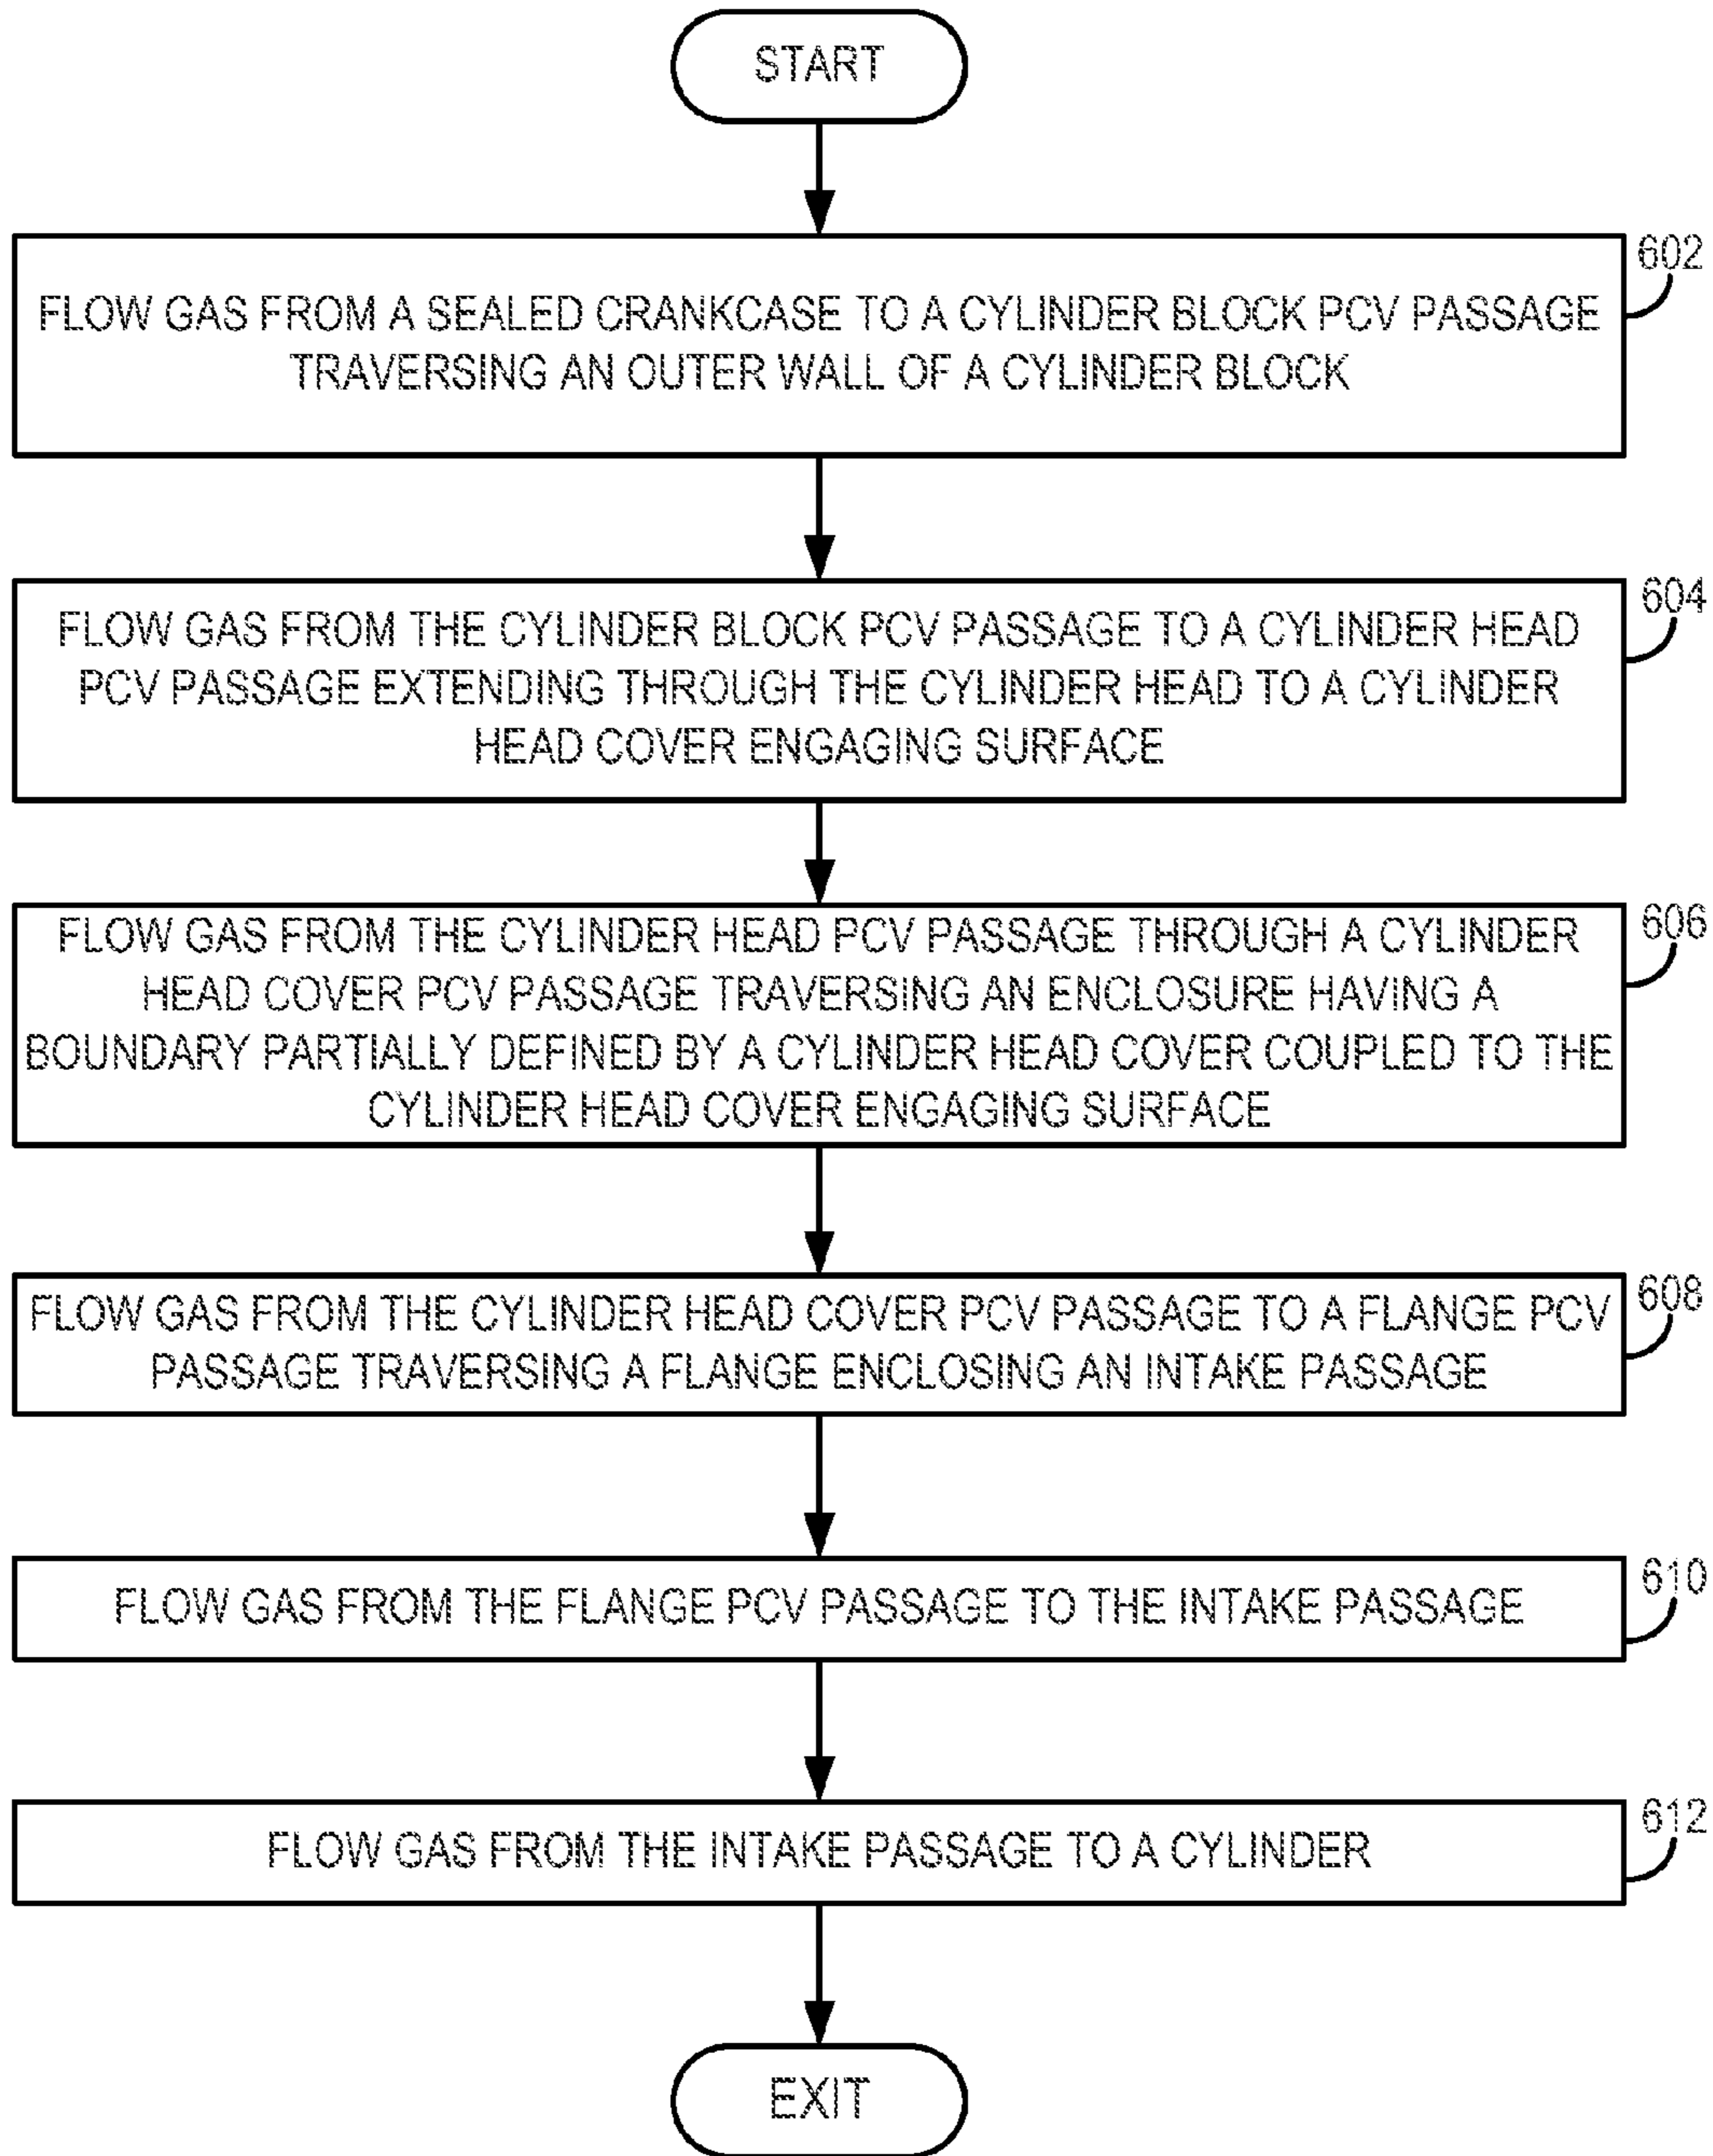 START
602
FLOW GAS FROM A SEALED CRANKCASE TO A CYLINDER BLOCK PCV PASSAGE
TRAVERSING AN OUTER WALL OF A CYLINDER BLOCK
604
FLOW GAS FROM THE CYLINDER BLOCK PCV PASSAGE TO A CYLINDER HEAD
PCV PASSAGE EXTENDING THROUGH THE CYLINDER HEAD TO A CYLINDER
HEAD COVER ENGAGING SURFACE
606
FLOW GAS FROM THE CYLINDER HEAD PCV PASSAGE THROUGH A CYLINDER
HEAD COVER PCV PASSAGE TRAVERSING AN ENCLOSURE HAVING A
BOUNDARY PARTIALLY DEFINED BY A CYLINDER HEAD COVER COUPLED TO THE
CYLINDER HEAD COVER ENGAGING SURFACE
608
FLOW GAS FROM THE CYLINDER HEAD COVER PCV PASSAGE TO A FLANGE PCV
PASSAGE TRAVERSING A FLANGE ENCLOSING AN INTAKE PASSAGE
610
FLOW GAS FROM THE FLANGE PCV PASSAGE TO THE INTAKE PASSAGE
612
FLOW GAS FROM THE INTAKE PASSAGE TO A CYLINDER
EXIT